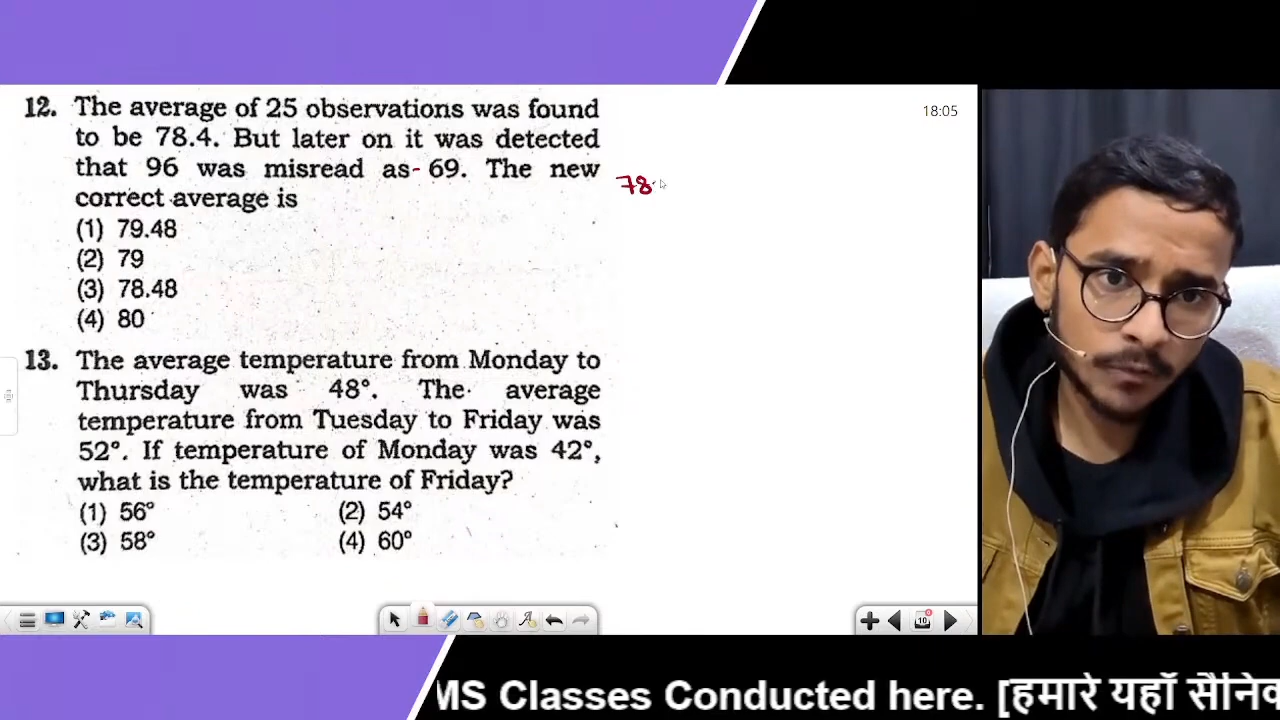 12. The average of 25 observations was found
to be 78.4. But later on it was detected
that 96 was misread as - 69. The new
correct average is
(1) 79.48
(2) 79
(3) 78.48
(4) 80
13. The average temperature from Monday to
Thursday was 48°. The average
temperature from Tuesday to Friday was
52°. If temperature of Monday was 42°,
what is the temperature of Friday?
(1) 56° (2) 54°
(3) 58° (4) 60°
78.
18:05
10
MS Classes Conducted here. [हमारे यहाँ सैनिक